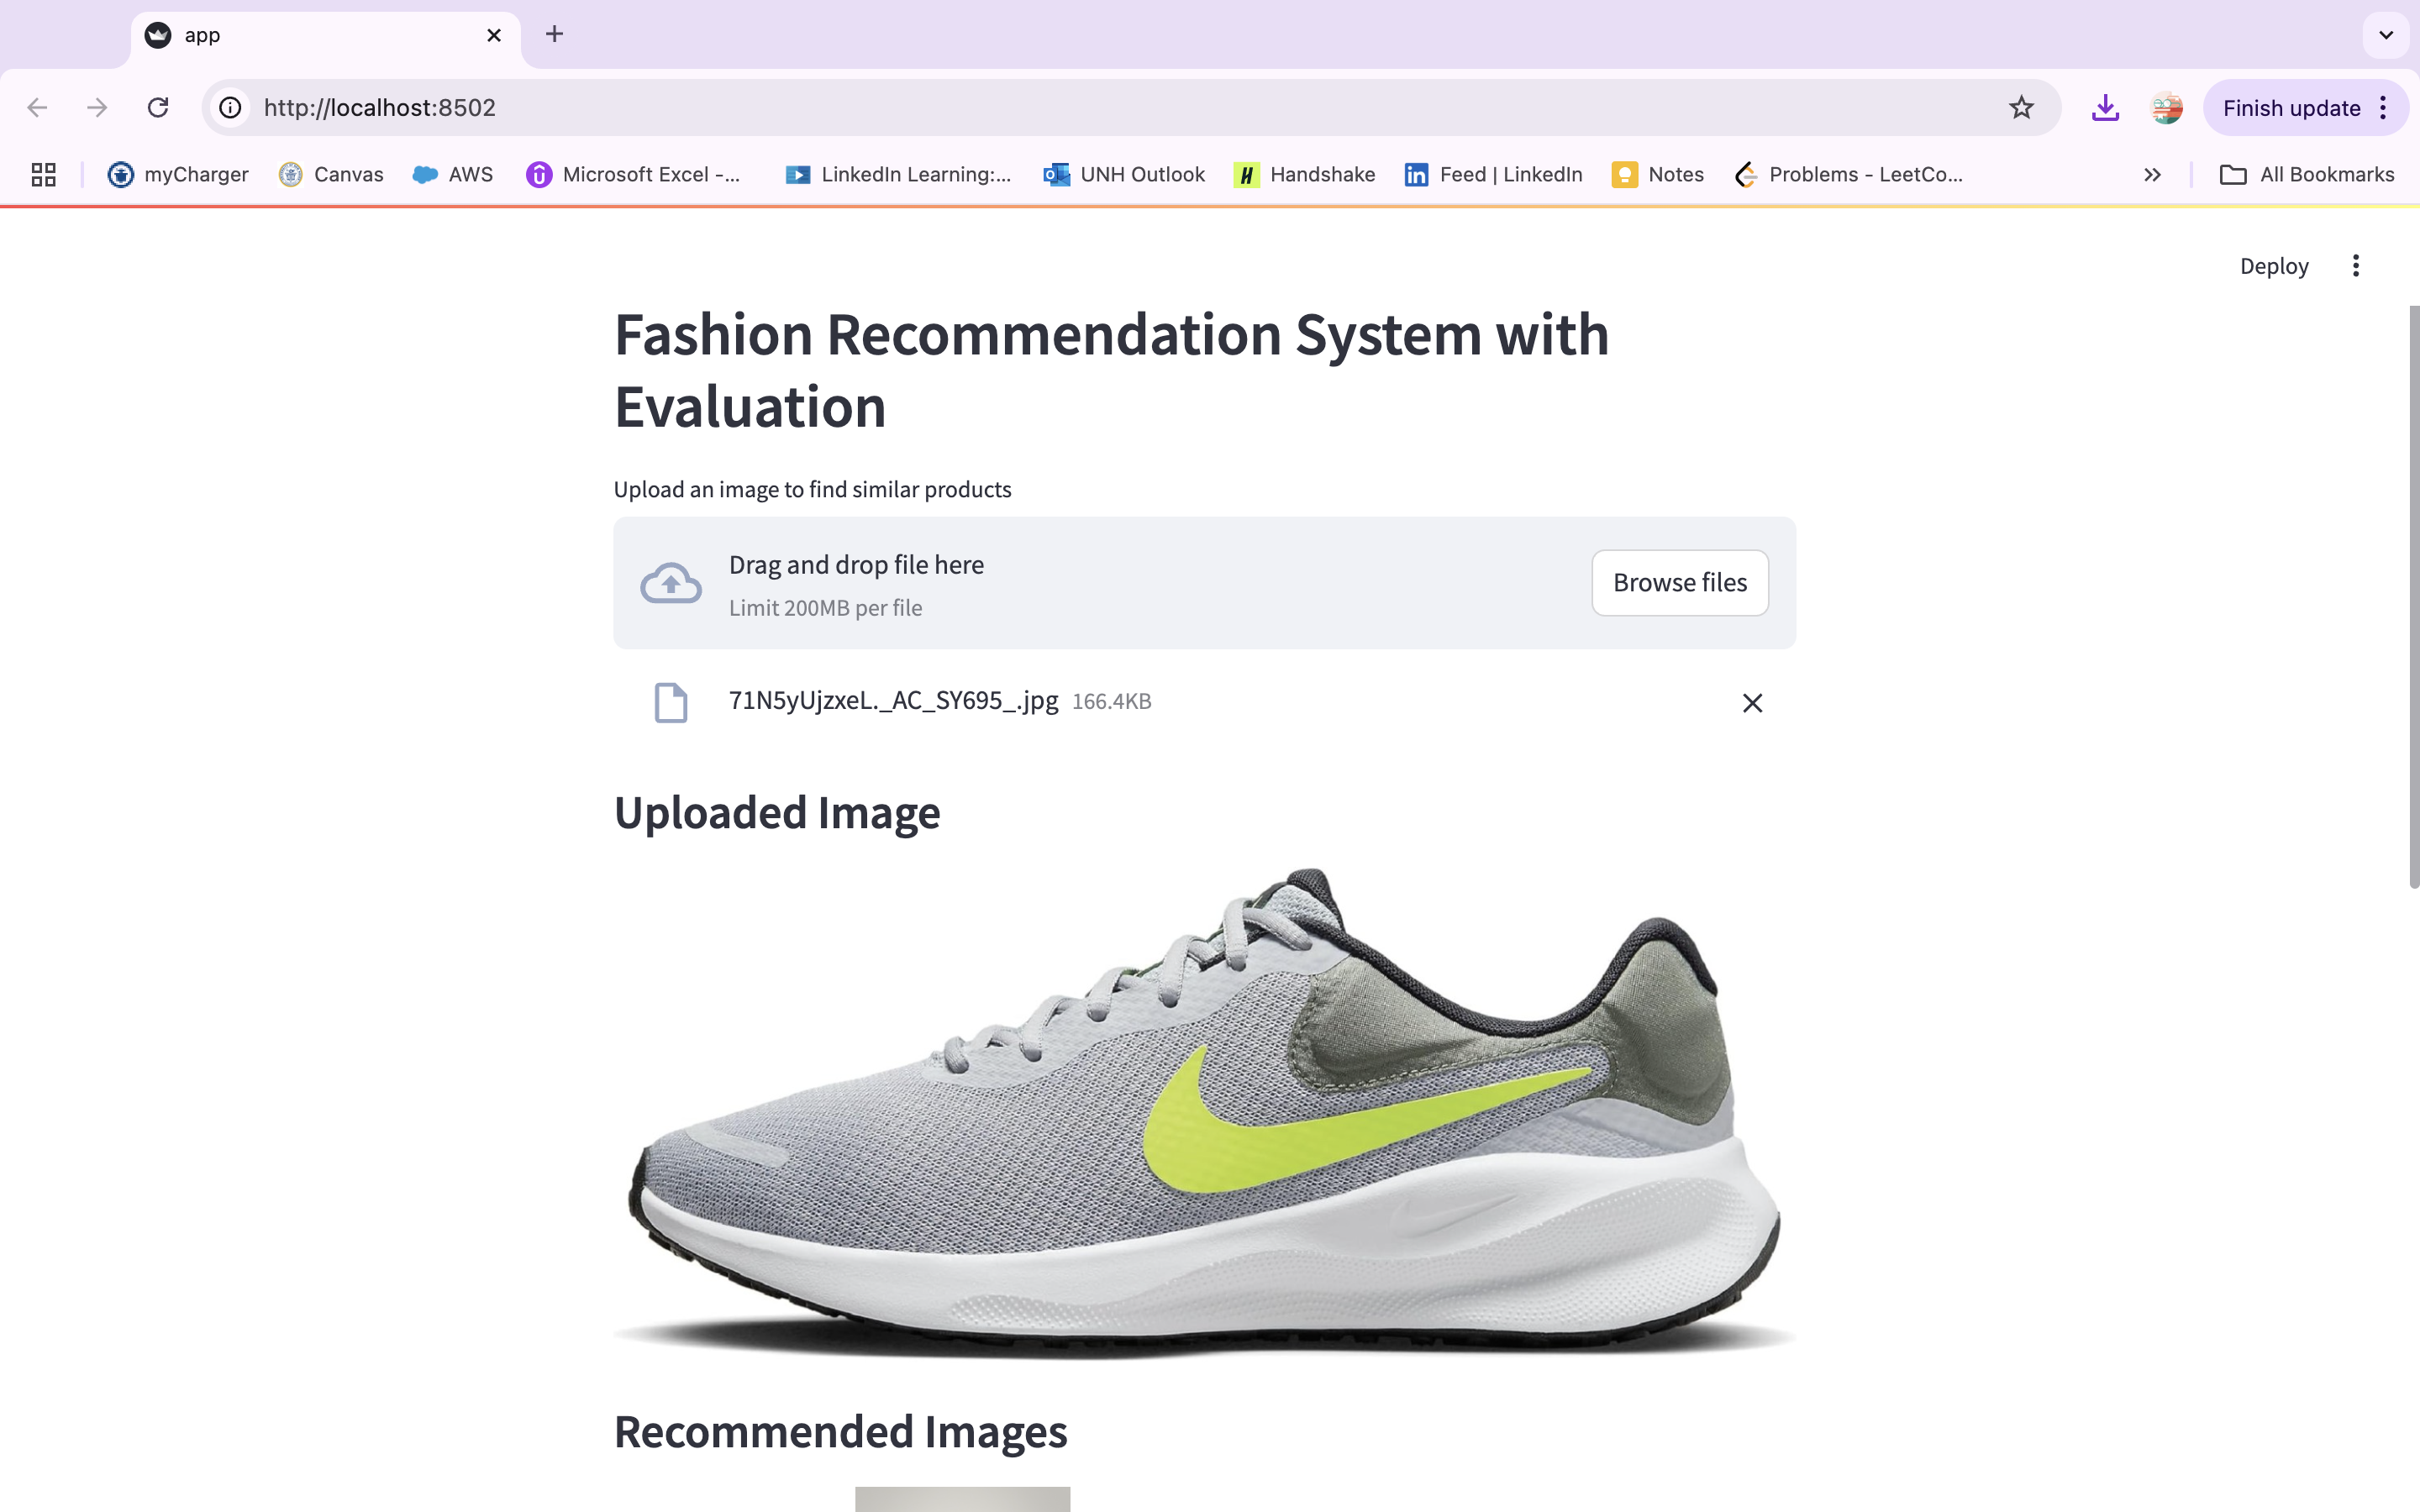 app
http://localhost:8502
Finish update
myCharger
Canvas
AWS
Microsoft Excel -...
LinkedIn Learning:...
UNH Outlook
Handshake
Feed | LinkedIn
Notes
Problems - LeetCo...
All Bookmarks
Deploy
Fashion Recommendation System with
Evaluation
Upload an image to find similar products
Drag and drop file here
Limit 200MB per file
Browse files
71N5yUjzxeL._AC_SY695_.jpg 166.4KB
Uploaded Image
Recommended Images